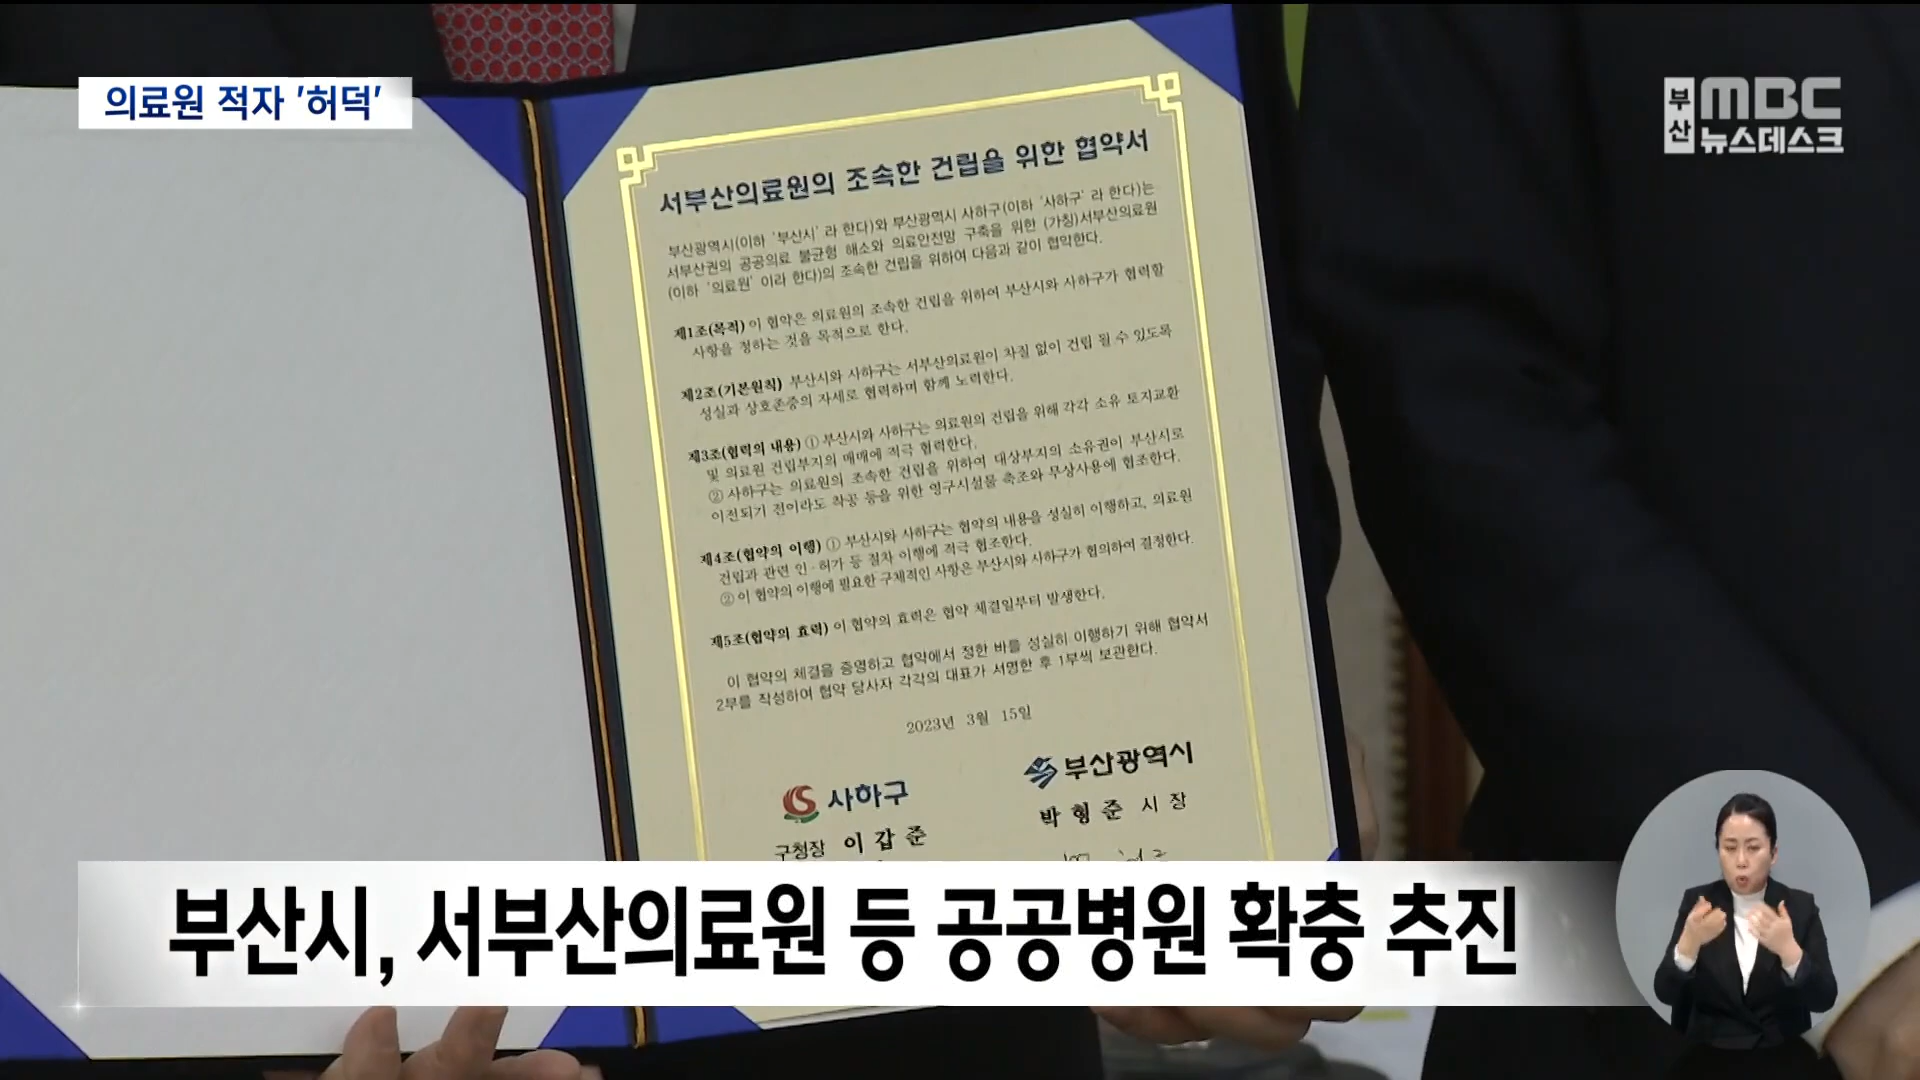 의료원 적자 '허덕'
부산 MBC
뉴스데스크
서부산의료원의 조속한 건립을 위한 협약서
부산광역시(이하 '부산시' 라 한다)와 부산광역시 사하구(이하 '사하구' 라 한다)는
서부산권의 공공의료 불균형 해소와 의료안전망 구축을 위한 (가칭)서부산의료원
(이하 '의료원' 이라 한다)의 조속한 건립을 위하여 다음과 같이 협약한다.
제1조(목적) 이 협약은 의료원의 조속한 건립을 위하여 부산시와 사하구가 협력할
사항을 정하는 것을 목적으로 한다.
제2조(기본원칙) 부산시와 사하구는 서부산의료원이 차질 없이 건립 될 수 있도록
성실과 상호존중의 자세로 협력하며 함께 노력한다.
제3조(협력의 내용) ① 부산시와 사하구는 의료원의 건립을 위해 각각 소유 토지교환
및 의료원 건립부지의 매매에 적극 협력한다.
② 사하구는 의료원의 조속한 건립을 위하여 대상부지의 소유권이 부산시로
이전되기 전이라도 착공 등을 위한 영구시설물 축조와 무상사용에 협조한다.
제4조(협약의 이행) ① 부산시와 사하구는 협약의 내용을 성실히 이행하고, 의료원
건립과 관련 인·허가 등 절차 이행에 적극 협조한다.
② 이 협약의 이행에 필요한 구체적인 사항은 부산시와 사하구가 협의하여 결정한다.
제5조(협약의 효력) 이 협약의 효력은 협약 체결일부터 발생한다.
이 협약의 체결을 증명하고 협약에서 정한 바를 성실히 이행하기 위해 협약서
2부를 작성하여 협약 당사자 각각의 대표가 서명한 후 1부씩 보관한다.
2023년 3월 15일
사하구
구청장 이갑준
부산광역시
박형준 시장
부산시, 서부산의료원 등 공공병원 확충 추진